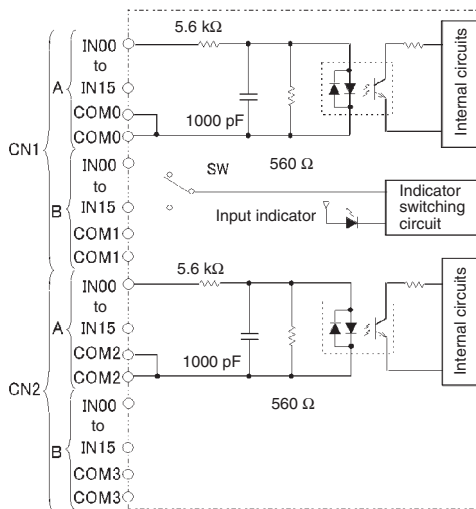 CN1
A
IN00
to
IN15
COM0
COM0
5.6 kΩ
1000 pF
560 Ω
Internal circuits
B
IN00
to
IN15
COM1
COM1
SW
Input indicator
Indicator
switching
circuit
CN2
A
IN00
to
IN15
COM2
COM2
5.6 kΩ
1000 pF
560 Ω
Internal circuits
B
IN00
to
IN15
COM3
COM3